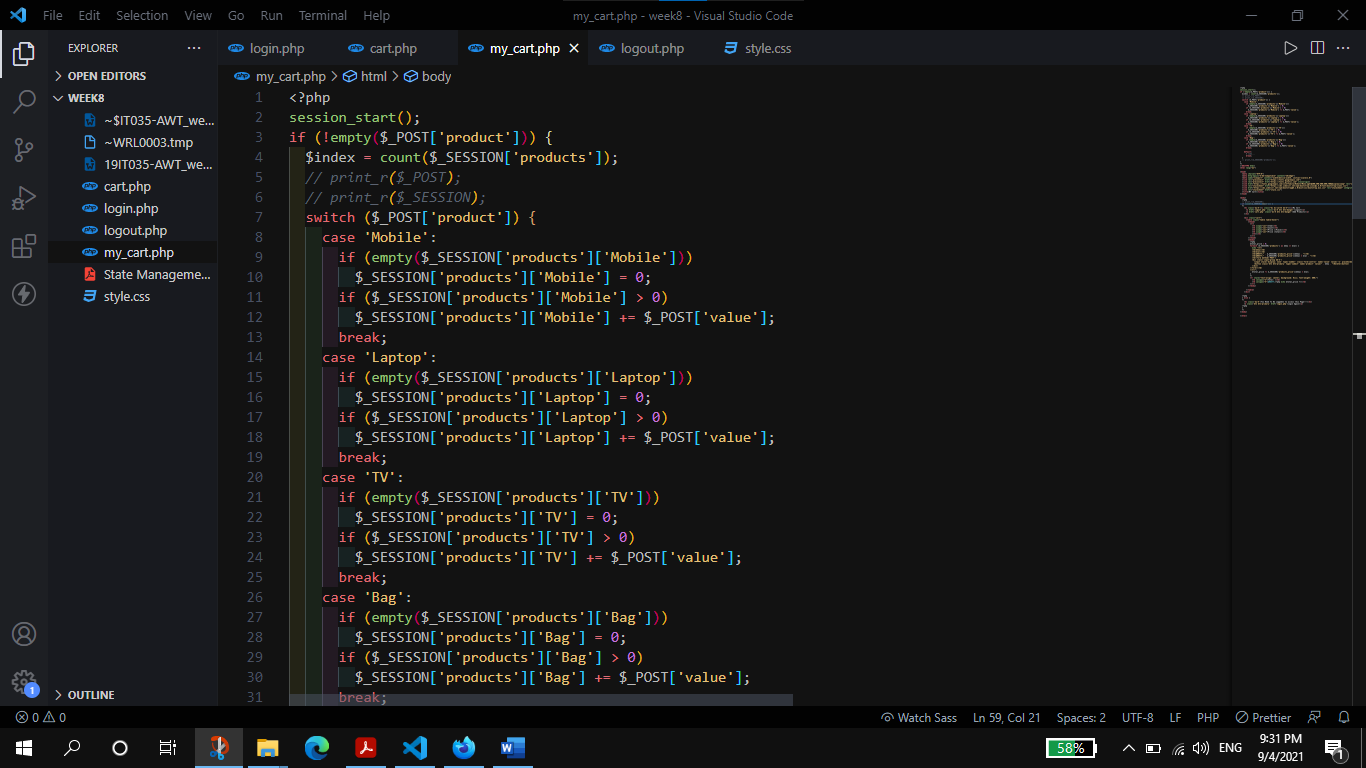 File Edit Selection View Go Run Terminal Help my_cart.php - week8 - Visual Studio Code
EXPLORER
login.php cart.php my_cart.php logout.php style.css
OPEN EDITORS
my_cart.php > html > body
WEEK8
~$IT035-AWT_we...
~WRL0003.tmp
19IT035-AWT_we...
cart.php
login.php
logout.php
my_cart.php
State Manageme...
style.css
OUTLINE
1 <?php
2 session_start();
3 if (!empty($_POST['product'])) {
4 $index = count($_SESSION['products']);
5 // print_r($_POST);
6 // print_r($_SESSION);
7 switch ($_POST['product']) {
8 case 'Mobile':
9 if (empty($_SESSION['products']['Mobile']))
10 $_SESSION['products']['Mobile'] = 0;
11 if ($_SESSION['products']['Mobile'] > 0)
12 $_SESSION['products']['Mobile'] += $_POST['value'];
13 break;
14 case 'Laptop':
15 if (empty($_SESSION['products']['Laptop']))
16 $_SESSION['products']['Laptop'] = 0;
17 if ($_SESSION['products']['Laptop'] > 0)
18 $_SESSION['products']['Laptop'] += $_POST['value'];
19 break;
20 case 'TV':
21 if (empty($_SESSION['products']['TV']))
22 $_SESSION['products']['TV'] = 0;
23 if ($_SESSION['products']['TV'] > 0)
24 $_SESSION['products']['TV'] += $_POST['value'];
25 break;
26 case 'Bag':
27 if (empty($_SESSION['products']['Bag']))
28 $_SESSION['products']['Bag'] = 0;
29 if ($_SESSION['products']['Bag'] > 0)
30 $_SESSION['products']['Bag'] += $_POST['value'];
31 break;
1
0 0 Watch Sass Ln 59, Col 21 Spaces: 2 UTF-8 LF PHP Prettier
58% ENG 9:31 PM
9/4/2021
1